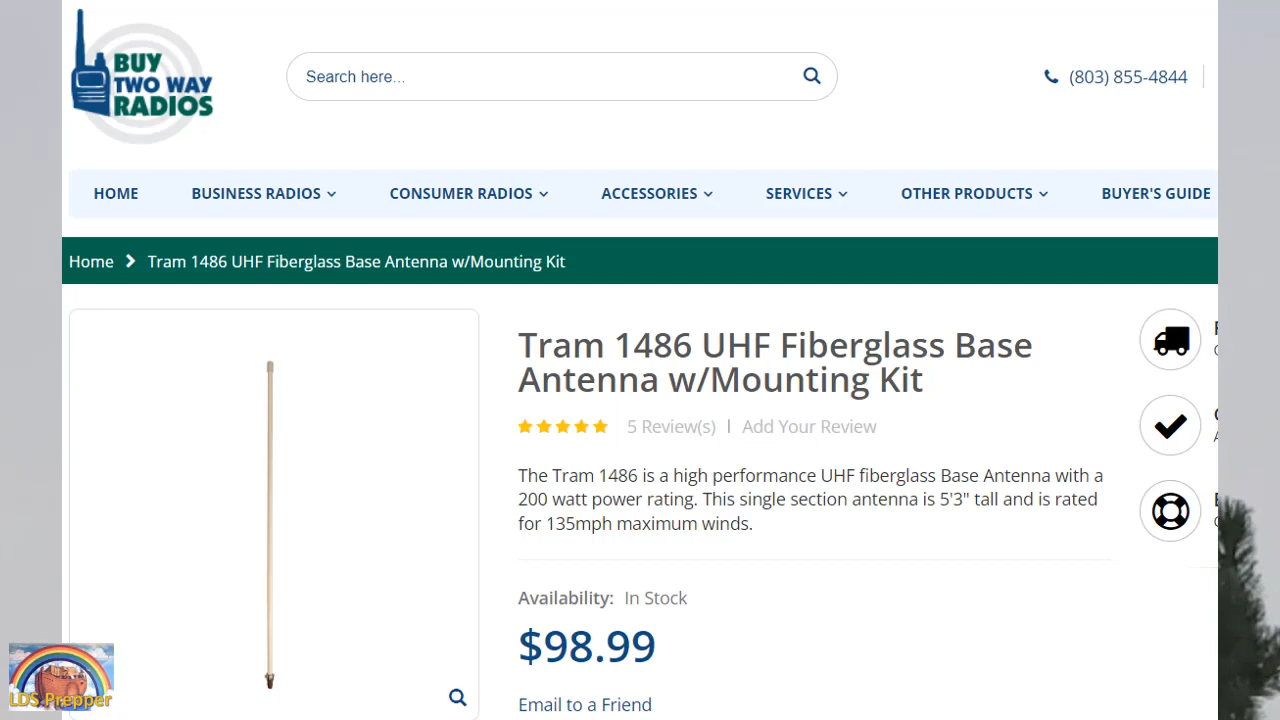 BUY
TWO WAY
RADIOS
Search here...
(803) 855-4844
HOME BUSINESS RADIOS CONSUMER RADIOS ACCESSORIES SERVICES OTHER PRODUCTS BUYER'S GUIDE
Home Tram 1486 UHF Fiberglass Base Antenna w/Mounting Kit
Tram 1486 UHF Fiberglass Base
Antenna w/Mounting Kit
5 Review(s) | Add Your Review
The Tram 1486 is a high performance UHF fiberglass Base Antenna with a
200 watt power rating. This single section antenna is 5'3" tall and is rated
for 135mph maximum winds.
Availability: In Stock
$98.99
Email to a Friend
LDS Prepper